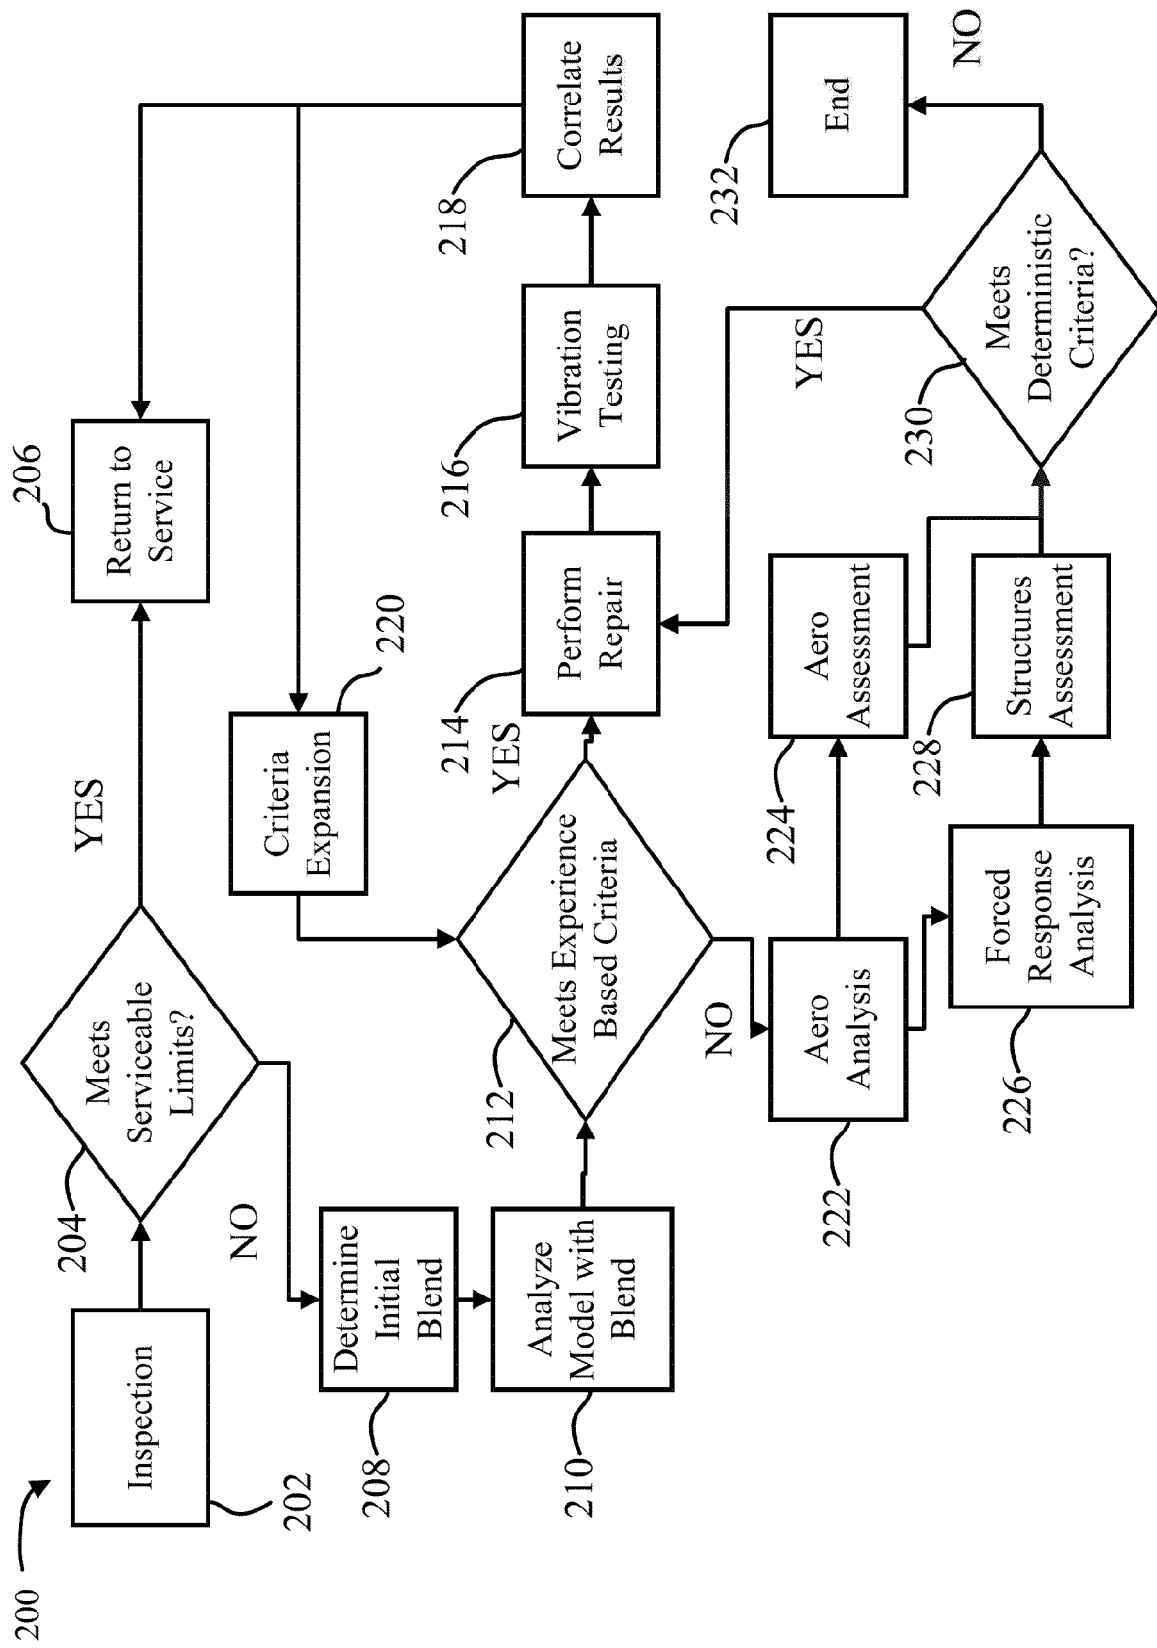 200
Inspection
202
204
Meets
Serviceable
Limits?
YES
NO
206
Return to
Service
Determine
Initial
Blend
208
Analyze
Model with
Blend
210
212
Meets Experience
Based Criteria
YES
NO
Criteria
Expansion
220
214
Perform
Repair
216
Vibration
Testing
218
Correlate
Results
Aero
Analysis
222
224
Aero
Assessment
Forced
Response
Analysis
226
228
Structures
Assessment
230
Meets
Deterministic
Criteria?
YES
NO
232
End